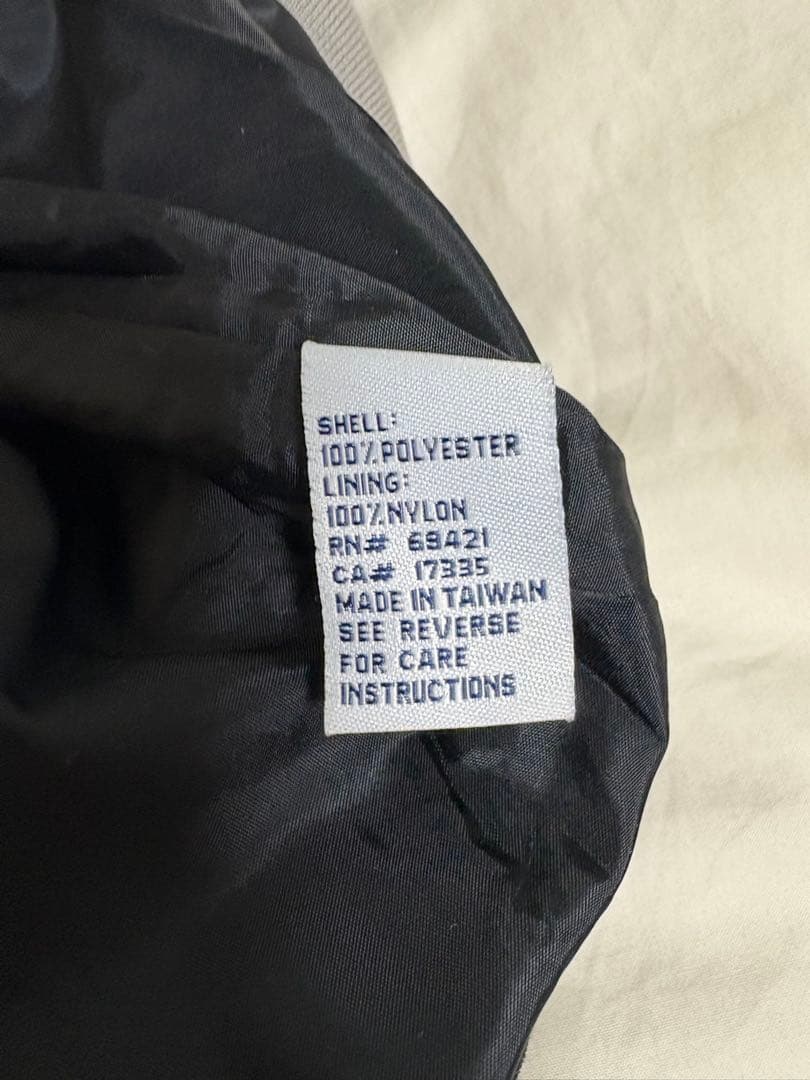 SHELL:
100% POLYESTER
LINING:
100% NYLON
RN# 69421
CA# 17335
MADE IN TAIWAN
SEE REVERSE
FOR CARE
INSTRUCTIONS